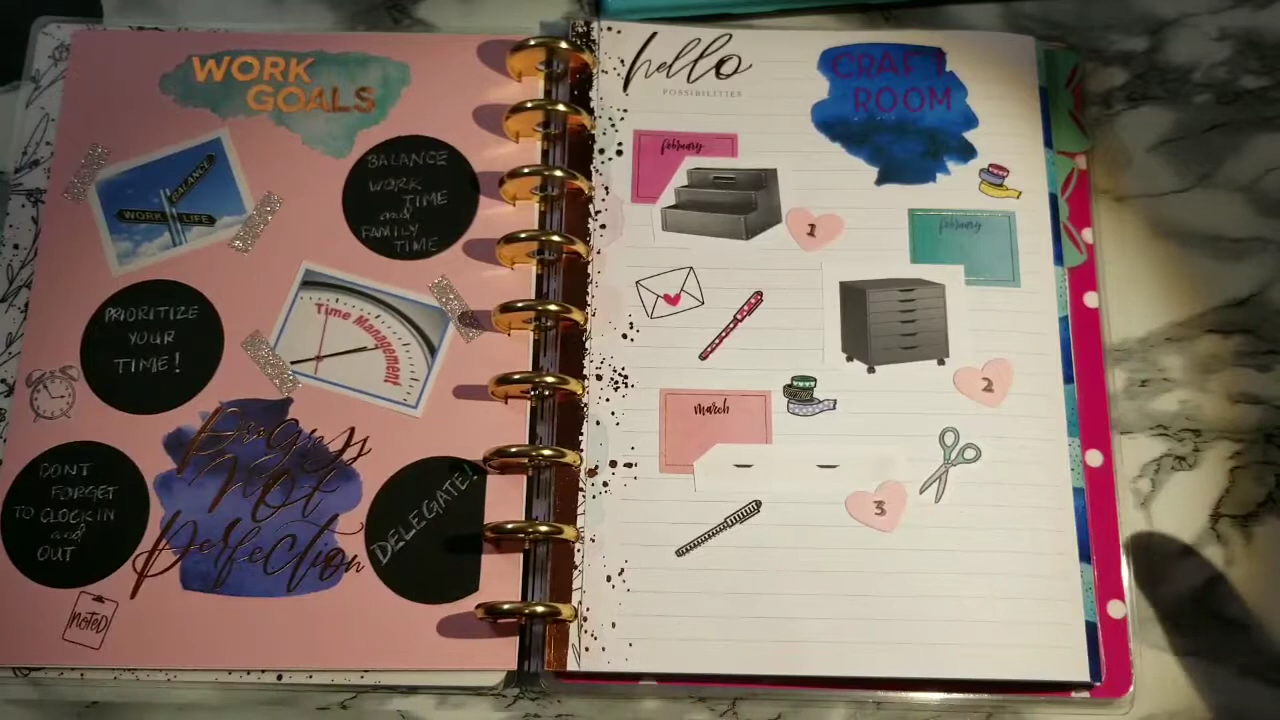 WORK
GOALS
BALANCE
WORK LIFE
BALANCE
WORK
TIME
and
FAMILY
TIME
PRIORITIZE
YOUR
TIME!
Time Management
Progress
Not
Perfection
DONT
FORGET
TO CLOCK IN
and
OUT
DELEGATE!
noteD
hello
POSSIBILITIES
CRAFT
ROOM
february
1
february
2
march
3